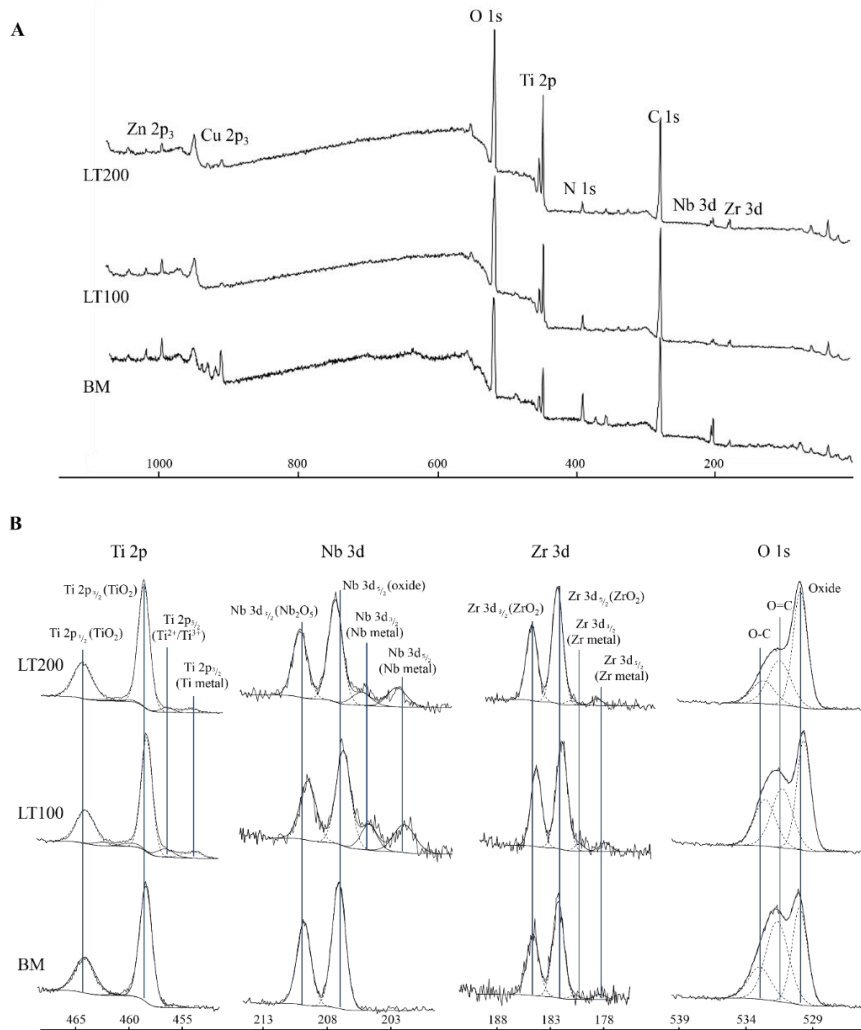 A
O 1s
Ti 2p
C 1s
Zn 2p₃
Cu 2p₃
N 1s
Nb 3d
Zr 3d
LT200
LT100
BM
1000
800
600
400
200
B
Ti 2p
Nb 3d
Zr 3d
O 1s
Ti 2p₃/₂(TiO₂)
Ti 2p₁/₂(TiO₂)
Ti 2p₃/₂
(Ti²⁺/Ti³⁺)
Ti 2p₃/₂
(Ti metal)
Nb 3d₃/₂(Nb₂O₅)
Nb 3d₅/₂(oxide)
Nb 3d₃/₂
(Nb metal)
Nb 3d₅/₂
(Nb metal)
Zr 3d₃/₂(ZrO₂)
Zr 3d₅/₂(ZrO₂)
Zr 3d₃/₂
(Zr metal)
Zr 3d₅/₂
(Zr metal)
O-C
O=C
Oxide
LT200
LT100
BM
465
460
455
213
208
203
188
183
178
539
534
529